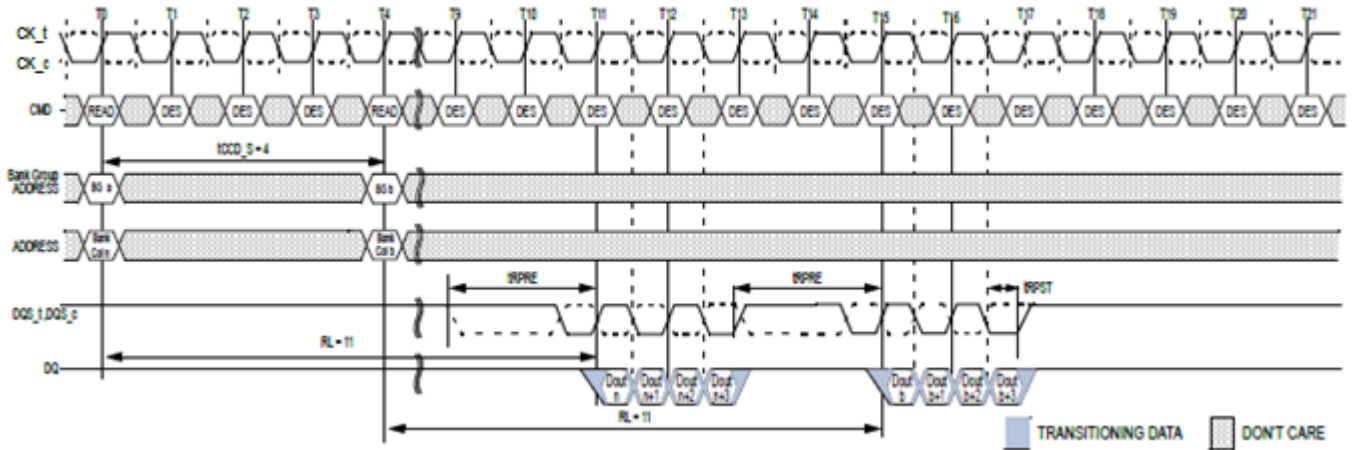 T0 T1 T2 T3 T4 T9 T10 T11 T12 T13 T14 T15 T16 T17 T18 T19 T20 T21
CK_t
CK_c
CMD READ DES DES DES READ DES DES DES DES DES DES DES DES DES DES DES DES DES
tCCD_S = 4
Bank Group
ADDRESS BG a BG b
ADDRESS Bank Col n Bank Col b
tRPRE tRPRE tRPST
DQS_t,DQS_c
RL = 11
DQ
Dout n Dout n+1 Dout n+2 Dout n+3 Dout b Dout b+1 Dout b+2 Dout b+3
RL = 11
TRANSITIONING DATA DON'T CARE